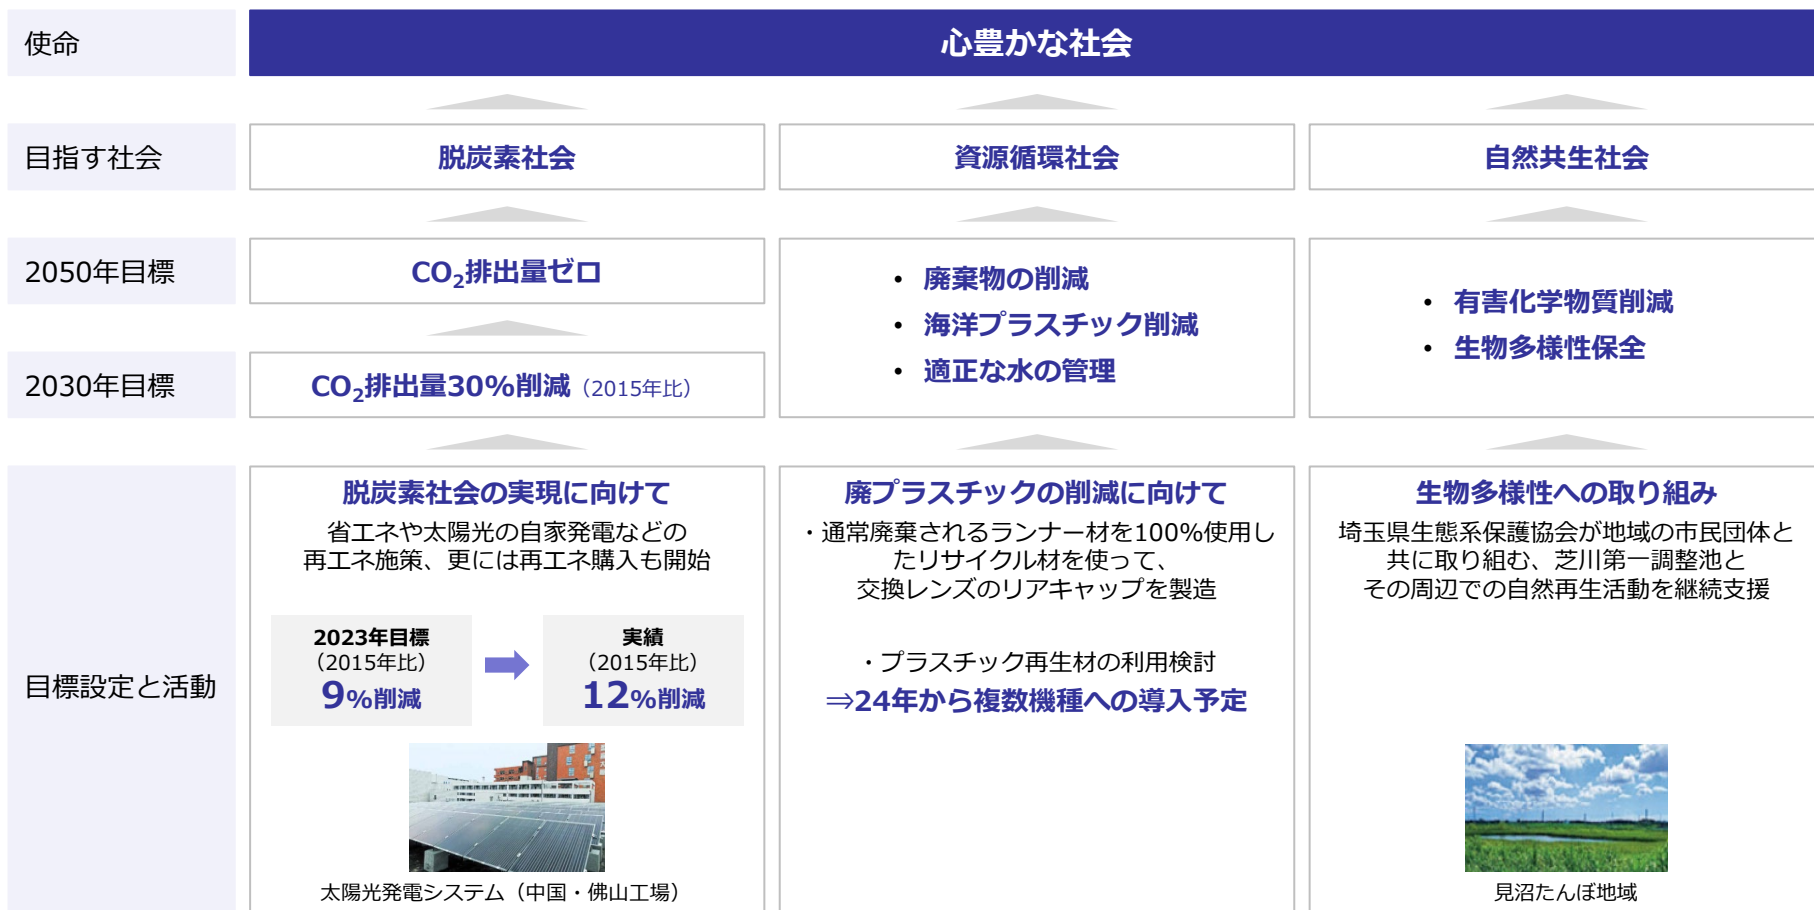 使命
心豊かな社会
目指す社会
脱炭素社会
資源循環社会
自然共生社会
2050年目標
CO₂排出量ゼロ
2030年目標
CO₂排出量30%削減（2015年比）
• 廃棄物の削減
• 海洋プラスチック削減
• 適正な水の管理
• 有害化学物質削減
• 生物多様性保全
目標設定と活動
脱炭素社会の実現に向けて
省エネや太陽光の自家発電などの
再エネ施策、更には再エネ購入も開始
2023年目標
（2015年比）
9%削減
実績
（2015年比）
12%削減
太陽光発電システム（中国・佛山工場）
廃プラスチックの削減に向けて
・通常廃棄されるランナー材を100%使用し
たリサイクル材を使って、
交換レンズのリアキャップを製造
・プラスチック再生材の利用検討
⇒24年から複数機種への導入予定
生物多様性への取り組み
埼玉県生態系保護協会が地域の市民団体と
共に取り組む、芝川第一調整池と
その周辺での自然再生活動を継続支援
見沼たんぼ地域